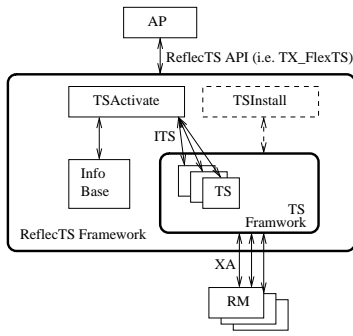 AP
ReflecTS API (i.e. TX_FlexTS)
TSActivate
TSInstall
ITS
Info
Base
TS
TS
Framwork
ReflecTS Framework
XA
RM